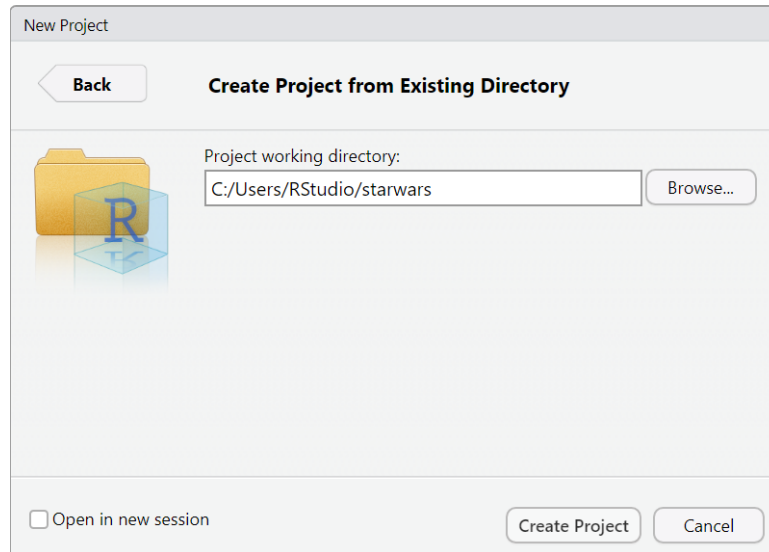 New Project
Back
Create Project from Existing Directory
Project working directory:
C:/Users/RStudio/starwars
Browse...
R
Open in new session
Create Project
Cancel